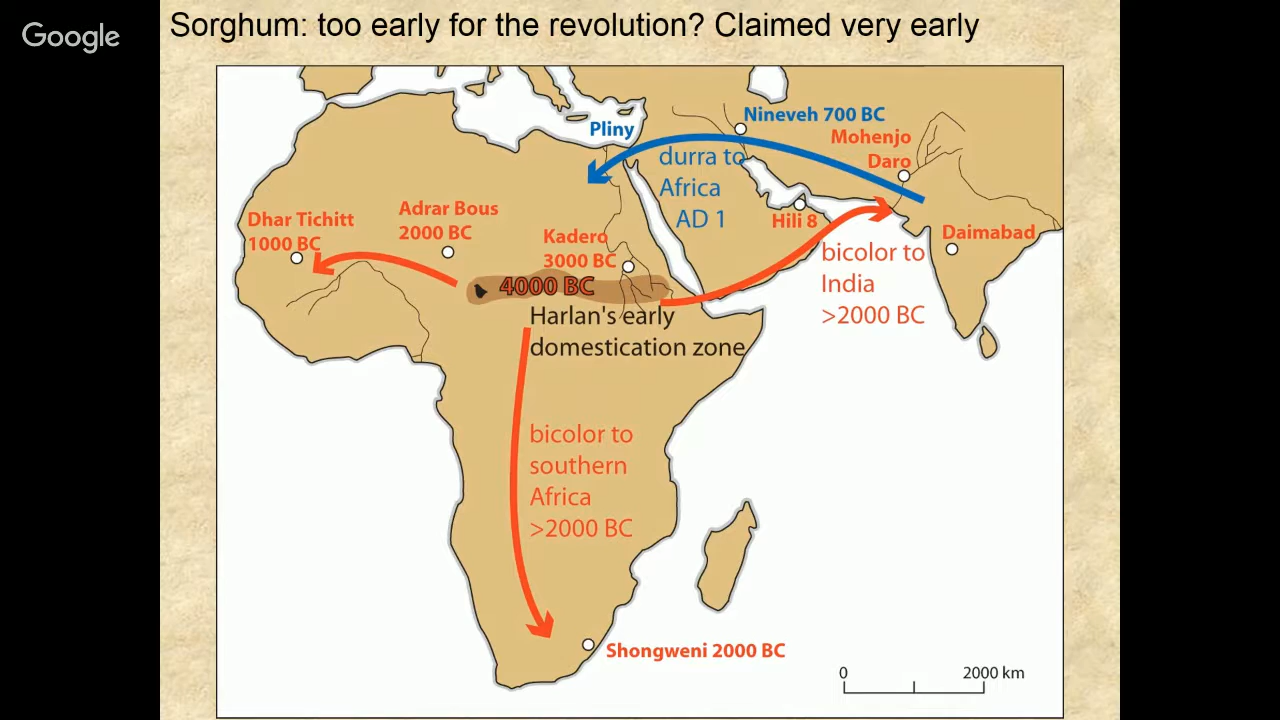 Google
Sorghum: too early for the revolution? Claimed very early
Nineveh 700 BC
Pliny
Mohenjo
Daro
durra to
Africa
AD 1
Hili 8
Dhar Tichitt
1000 BC
Adrar Bous
2000 BC
Kadero
3000 BC
Daimabad
bicolor to
India
>2000 BC
4000 BC
Harlan's early
domestication zone
bicolor to
southern
Africa
>2000 BC
Shongweni 2000 BC
0 2000 km